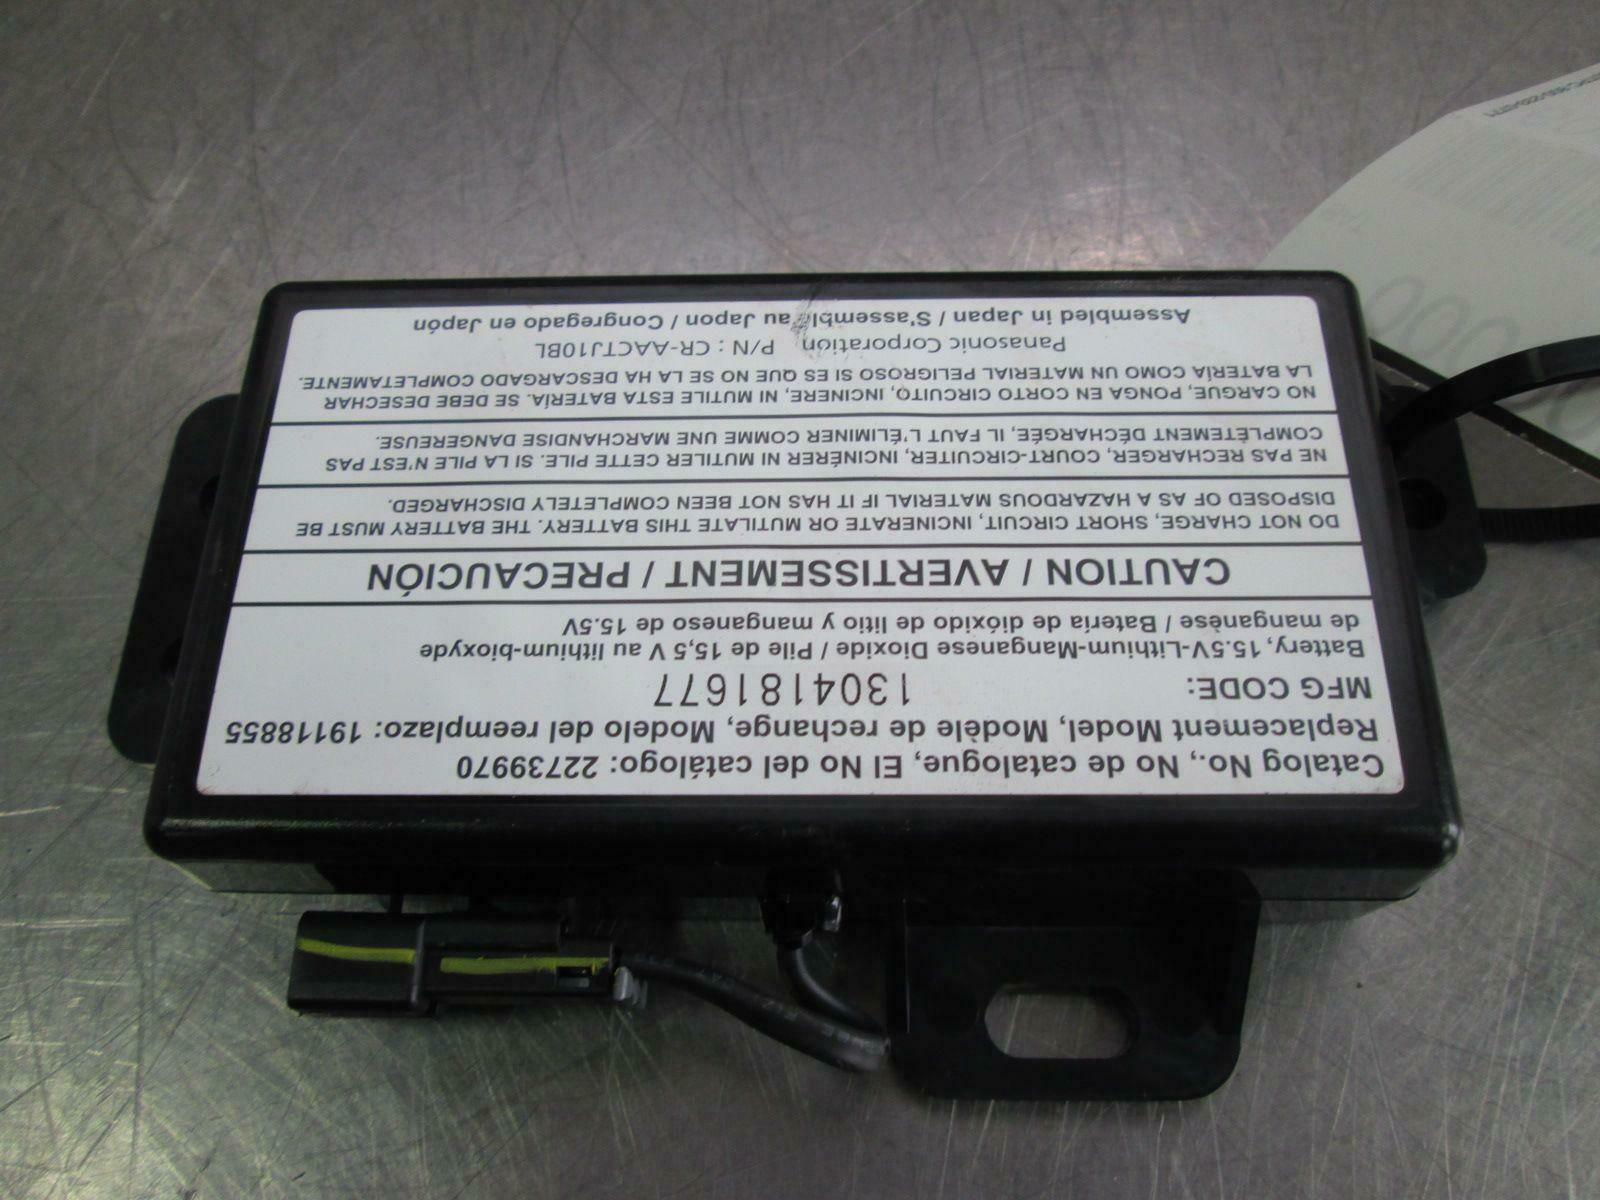 Catalog No., No de catalogue, El No del catálogo: 22739970
Replacement Model, Modèle de rechange, Modelo del reemplazo: 19118855
MFG CODE: 1304181677
Battery, 15.5V-Lithium-Manganese Dioxide / Pile de 15,5 V au lithium-bioxyde
de manganèse / Batería de dióxido de litio y manganeso de 15.5V
CAUTION / AVERTISSEMENT / PRECAUCIÓN
DO NOT CHARGE, SHORT CIRCUIT, INCINERATE OR MUTILATE THIS BATTERY. THE BATTERY MUST BE
DISPOSED OF AS A HAZARDOUS MATERIAL IF IT HAS NOT BEEN COMPLETELY DISCHARGED.
NE PAS RECHARGER, COURT-CIRCUITER, INCINÉRER NI MUTILER CETTE PILE. SI LA PILE N'EST PAS
COMPLÉTEMENT DÉCHARGÉE, IL FAUT L'ÉLIMINER COMME UNE MARCHANDISE DANGEREUSE.
NO CARGUE, PONGA EN CORTO CIRCUITO, INCINERE, NI MUTILE ESTA BATERÍA. SE DEBE DESECHAR
LA BATERÍA COMO UN MATERIAL PELIGROSO SI ES QUE NO SE LA HA DESCARGADO COMPLETAMENTE.
Panasonic Corporation P/N : CR-AACTJ10BL
Assembled in Japan / S'assemblé au Japon / Congregado en Japón